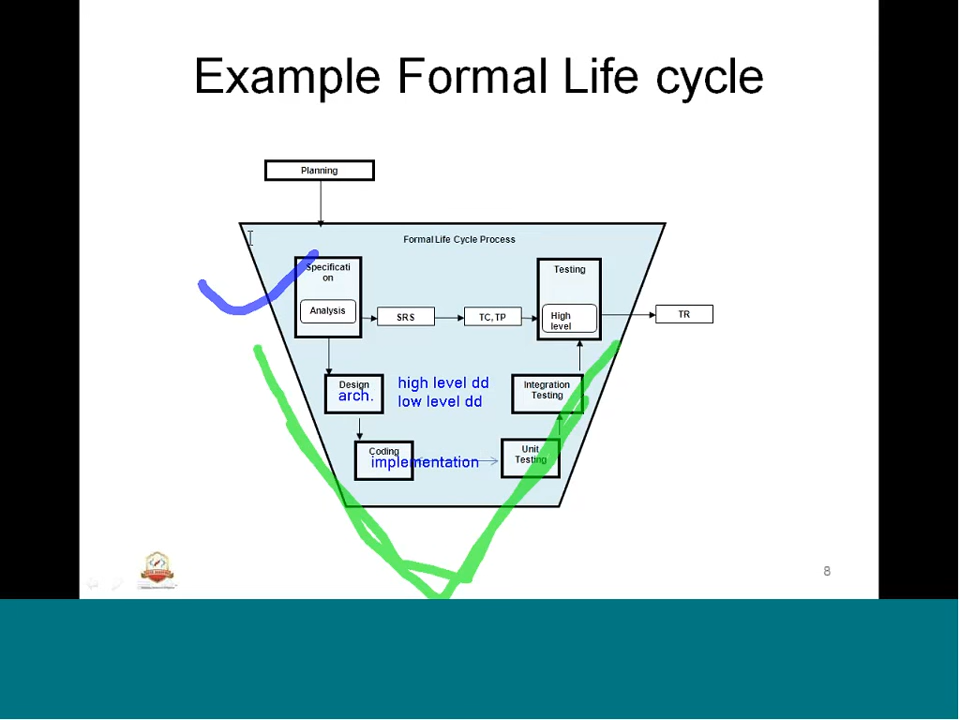 Example Formal Life cycle
Planning
Formal Life Cycle Process
Specificati
on
Analysis
SRS
TC, TP
Testing
High
level
TR
Design
arch.
high level dd
low level dd
Integration
Testing
Coding
implementation
Unit
Testing
8